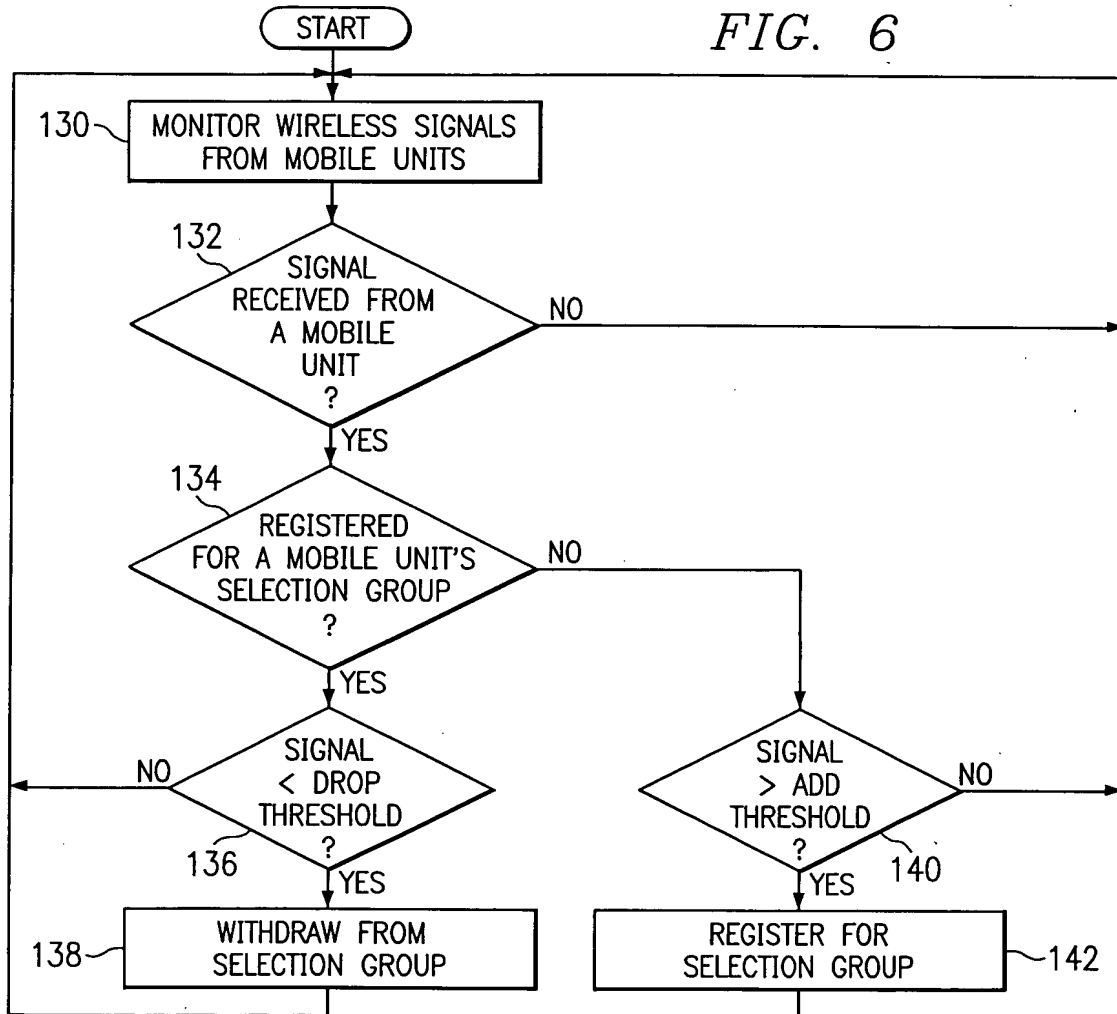 START
FIG. 6
130
MONITOR WIRELESS SIGNALS
FROM MOBILE UNITS
132
SIGNAL
RECEIVED FROM
A MOBILE
UNIT
?
NO
YES
134
REGISTERED
FOR A MOBILE UNIT'S
SELECTION GROUP
?
NO
YES
SIGNAL
< DROP
THRESHOLD
?
NO
136
YES
SIGNAL
> ADD
THRESHOLD
?
NO
140
YES
138
WITHDRAW FROM
SELECTION GROUP
REGISTER FOR
SELECTION GROUP
142